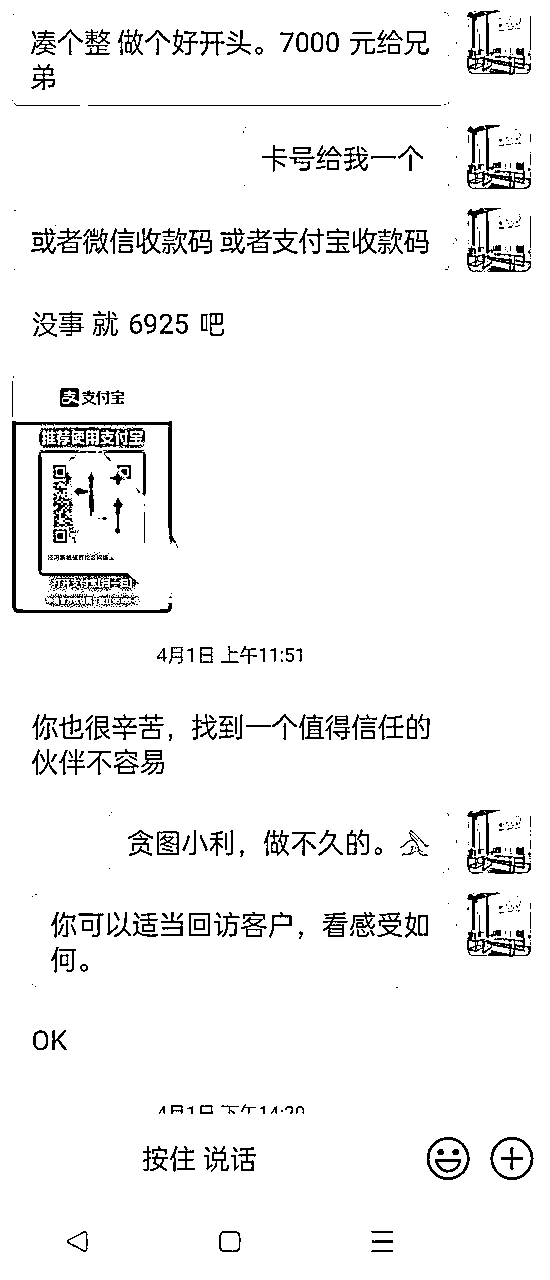 凑个整 做个好开头。7000 元给兄
弟
卡号给我一个
或者微信收款码 或者支付宝收款码
没事 就 6925 吧
支 支付宝
推荐使用支付宝
4月1日 上午11:51
你也很辛苦，找到一个值得信任的
伙伴不容易
贪图小利，做不久的。
你可以适当回访客户，看感受如
何。
OK
4月1日 下午14:20
按住 说话